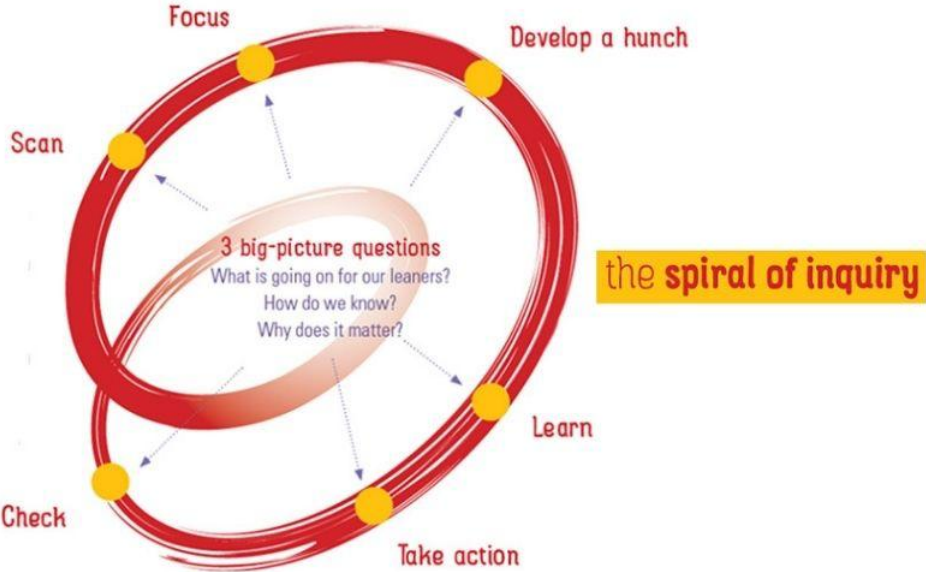 Focus
Develop a hunch
Scan
3 big-picture questions
What is going on for our leaners?
How do we know?
Why does it matter?
the spiral of inquiry
Learn
Check
Take action